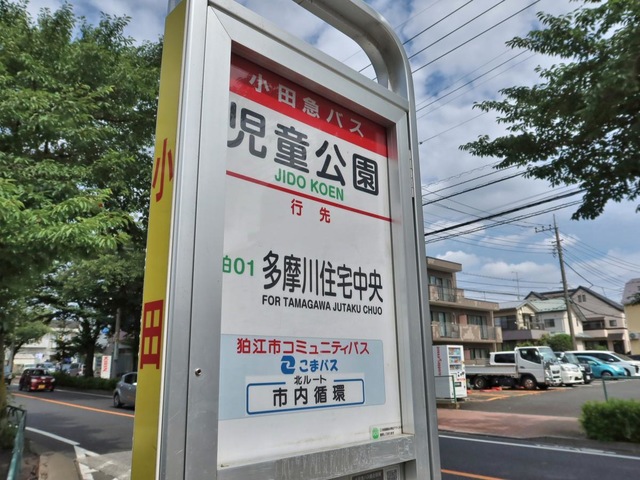 小田急バス
児童公園
JIDO KOEN
行先
泊01 多摩川住宅中央
FOR TAMAGAWA JUTAKU CHUO
狛江市コミュニティバス
こまバス
北ルート
市内循環
小
田